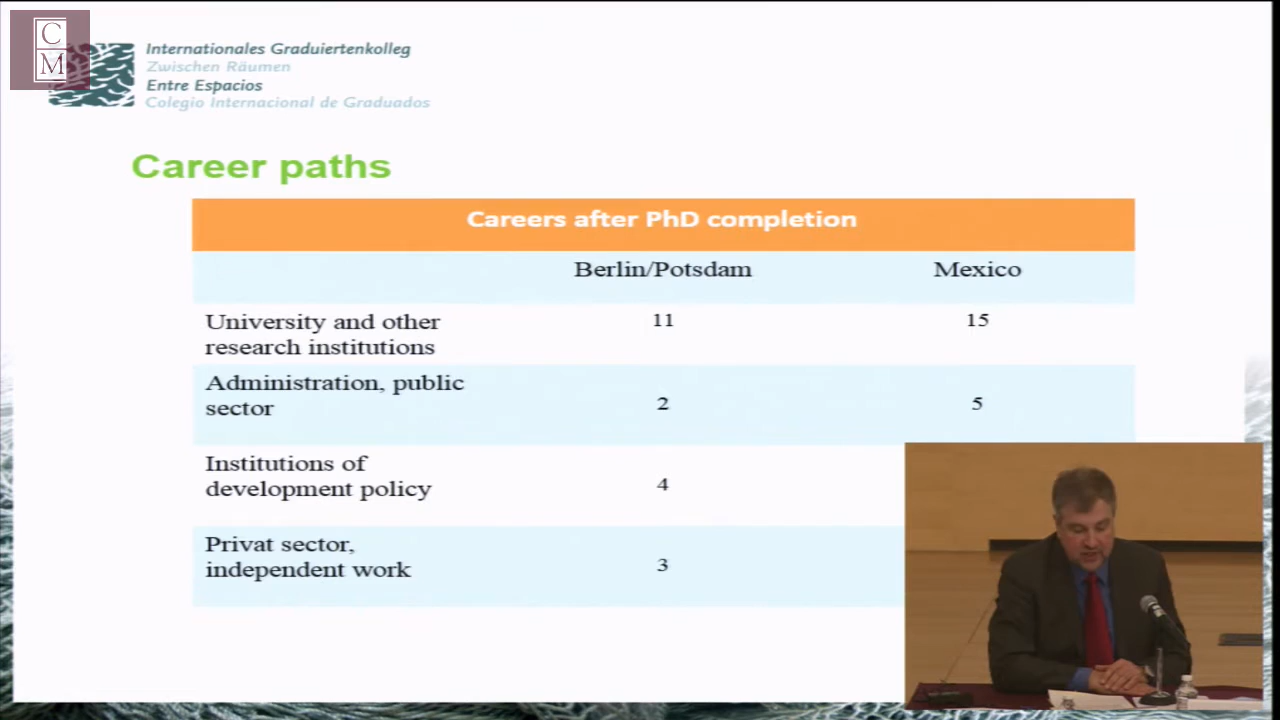 C
M
Internationales Graduiertenkolleg
Zwischen Räumen
Entre Espacios
Colegio Internacional de Graduados
Career paths
Careers after PhD completion
Berlin/Potsdam Mexico
University and other 11 15
research institutions
Administration, public
sector 2 5
Institutions of
development policy 4
Privat sector,
independent work 3